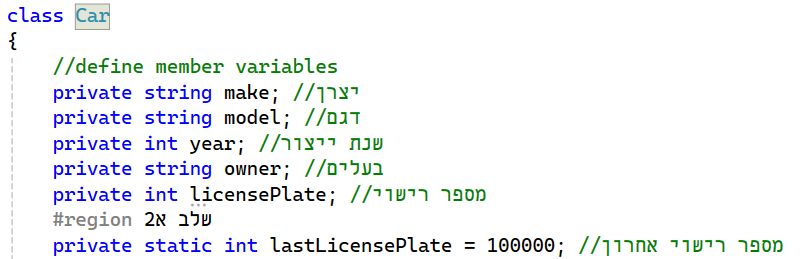 class Car
{
//define member variables
private string make; //יצרן
private string model; //דגם
private int year; //שנת ייצור
private string owner; //בעלים
private int licensePlate; //מספר רישוי
#region שלב א2
private static int lastLicensePlate = 100000; //מספר רישוי אחרון